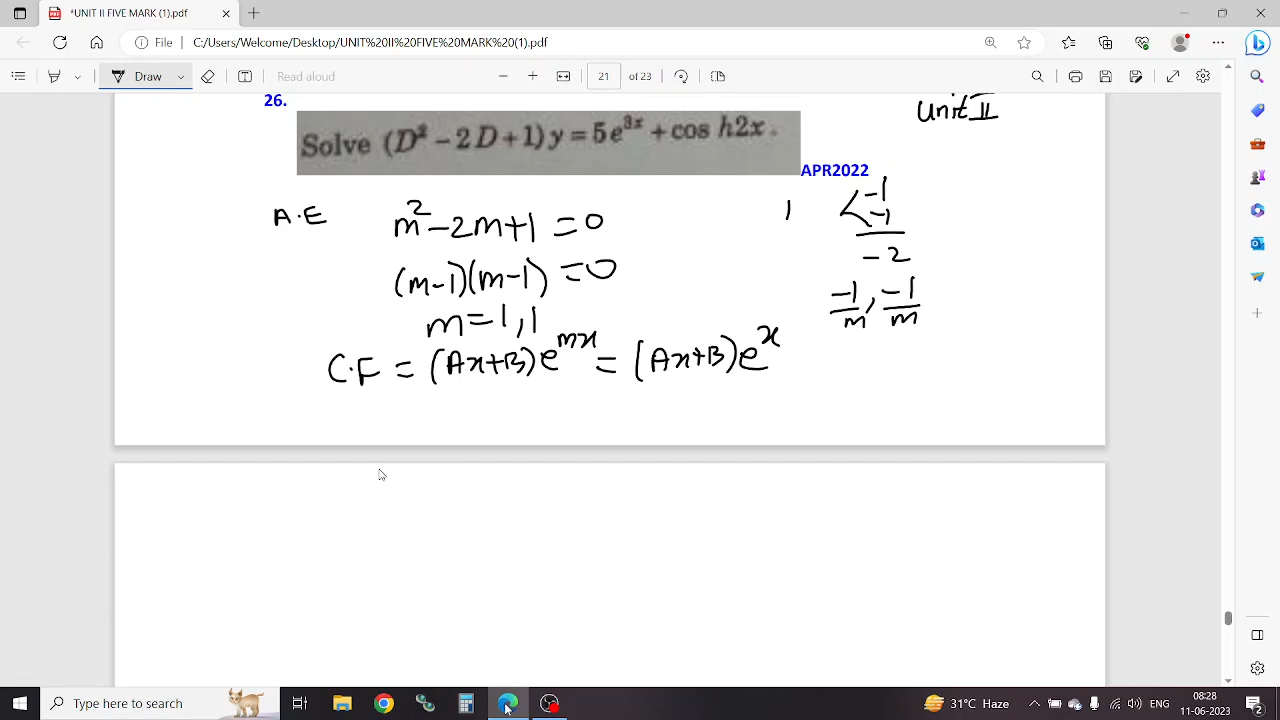 *UNIT II FIVE MARK (1).pdf
File C:/Users/Welcome/Desktop/UNIT%20II%20FIVE%20MARK%20(1).pdf
Draw Read aloud 21 of 23
26.
Unit II
Solve (D² - 2D+1) y = 5e³ˣ + cos h2x.
APR2022
A.E m² - 2m + 1 = 0
1 -1
-1
-2
(m-1)(m-1) = 0
-1/m, -1/m
m = 1, 1
C.F = (Ax+B)e^mx = (Ax+B)e^x
Type here to search
31°C Haze
ENG
08:28
11-06-2023